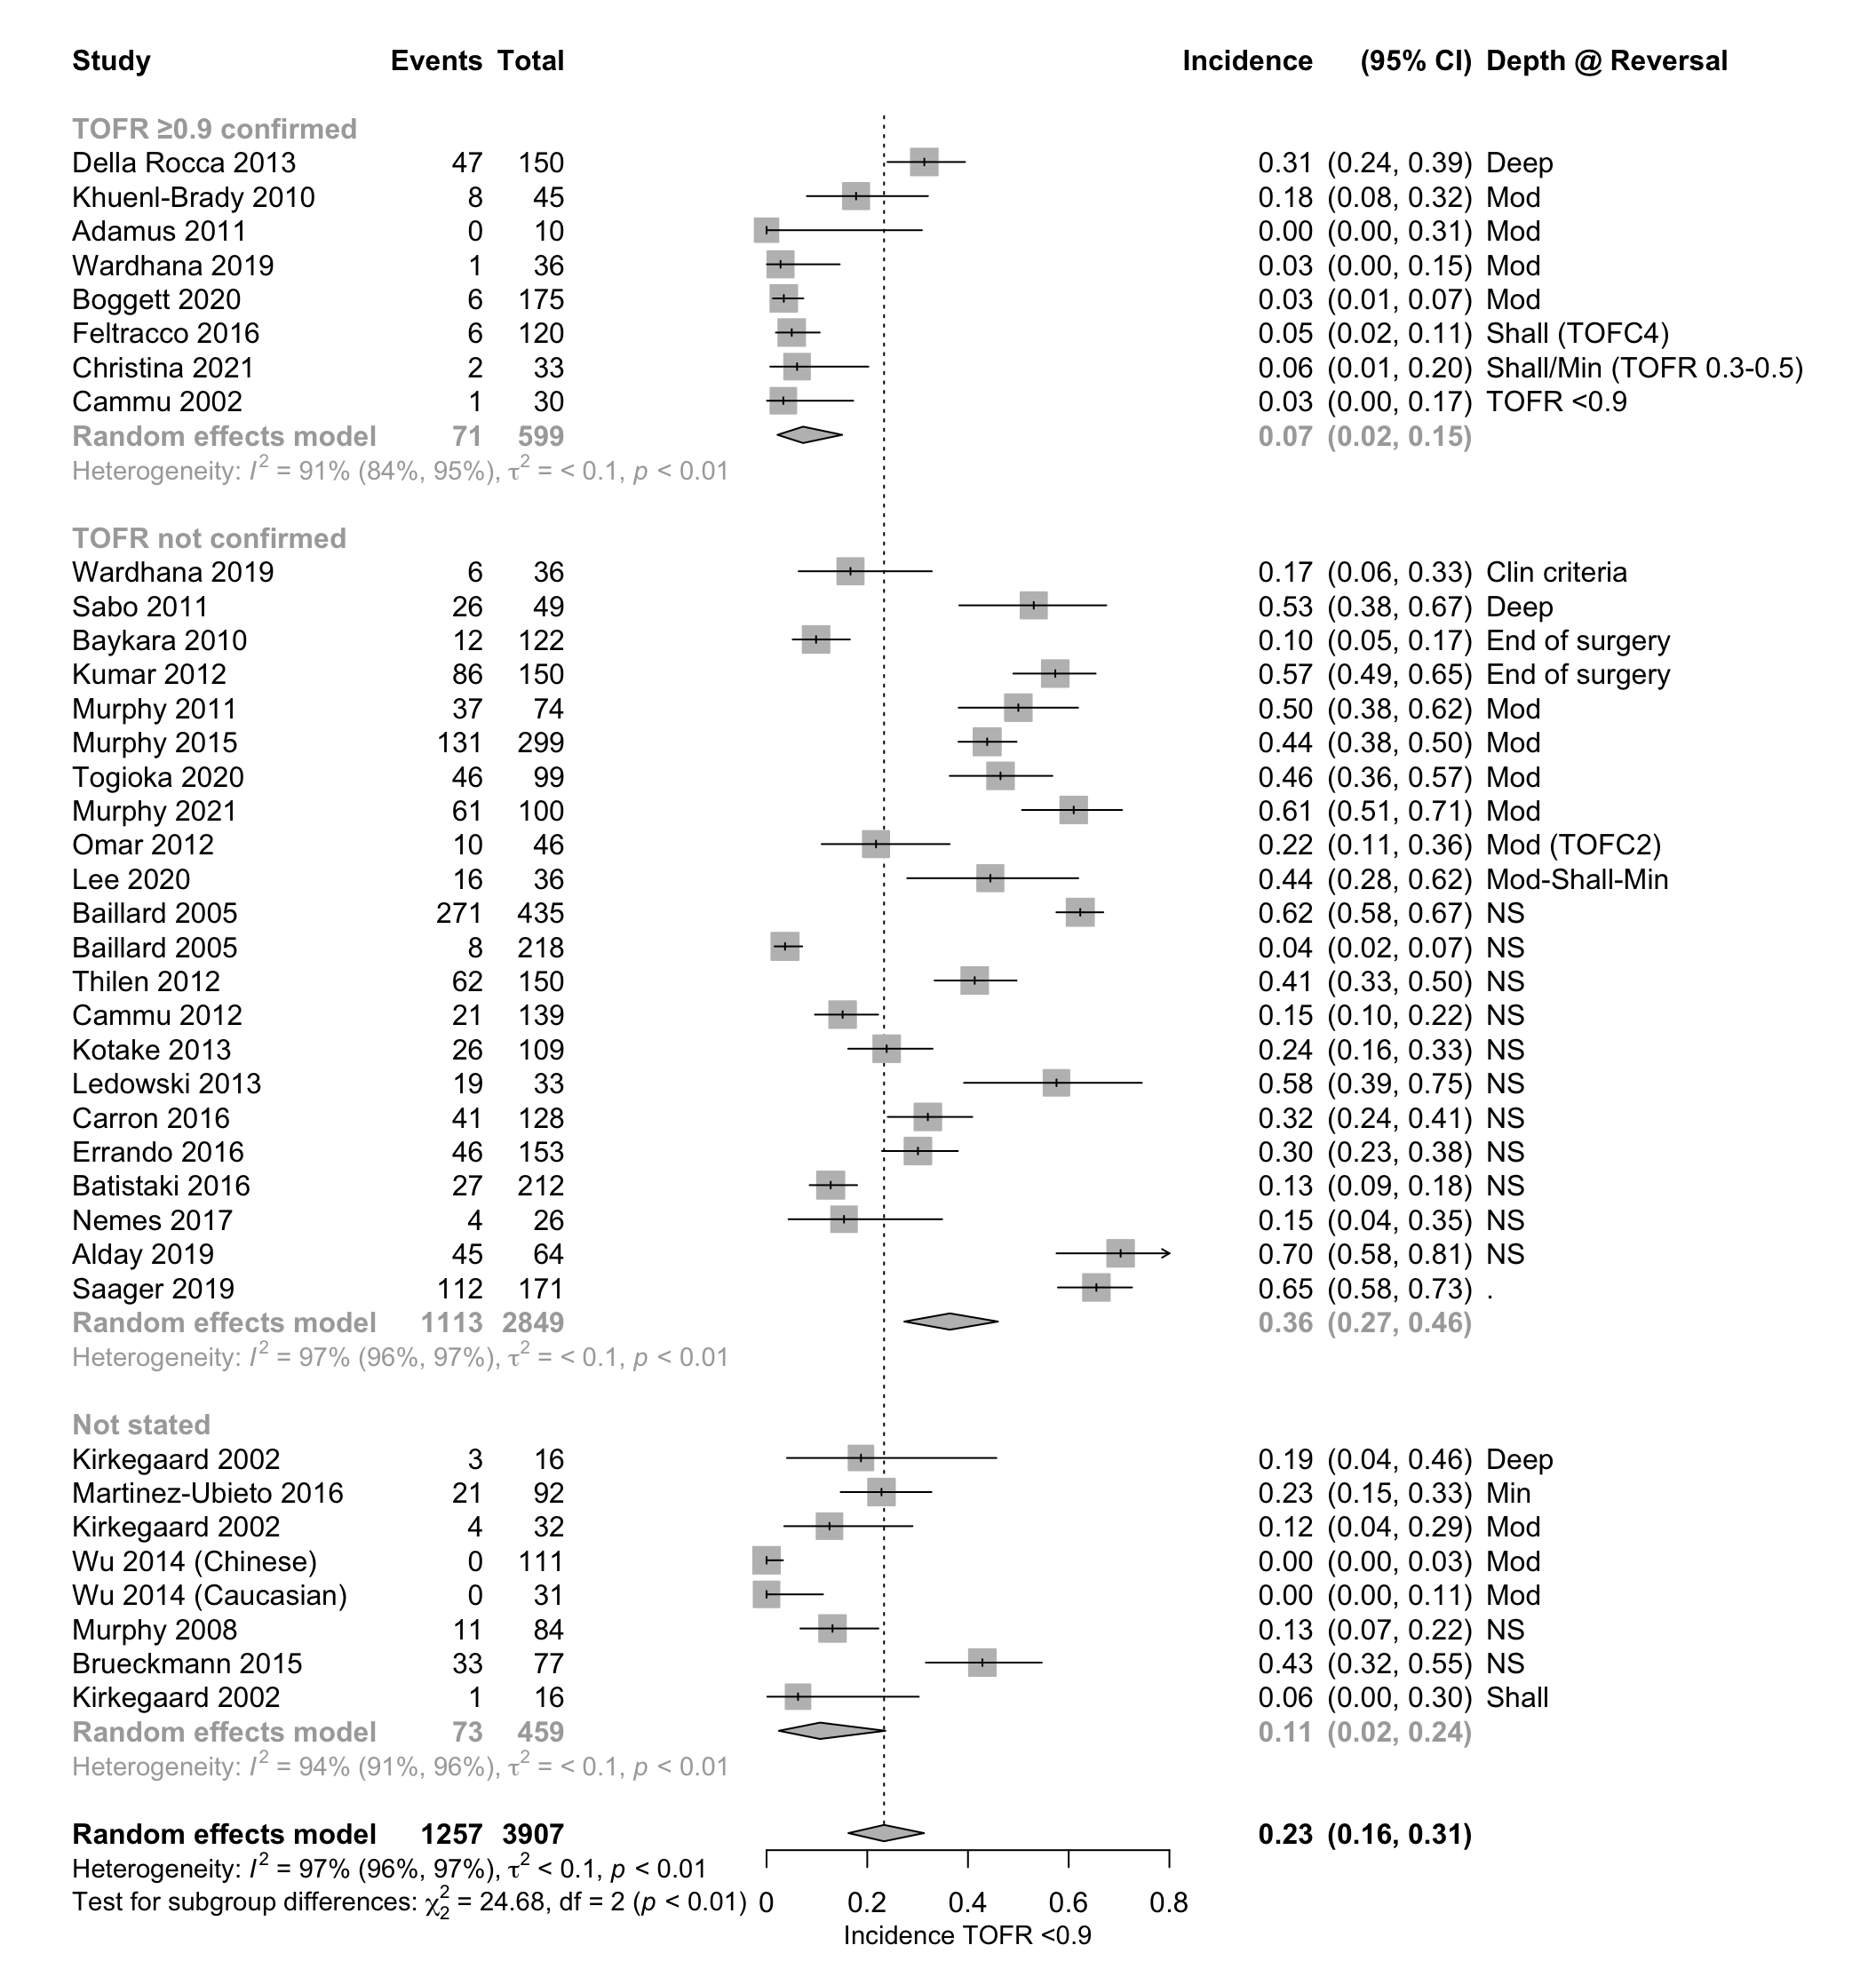 Study Events Total Incidence (95% CI) Depth @ Reversal
TOFR ≥0.9 confirmed
Della Rocca 2013 47 150 0.31 (0.24, 0.39) Deep
Khuenl-Brady 2010 8 45 0.18 (0.08, 0.32) Mod
Adamus 2011 0 10 0.00 (0.00, 0.31) Mod
Wardhana 2019 1 36 0.03 (0.00, 0.15) Mod
Boggett 2020 6 175 0.03 (0.01, 0.07) Mod
Feltracco 2016 6 120 0.05 (0.02, 0.11) Shall (TOFC4)
Christina 2021 2 33 0.06 (0.01, 0.20) Shall/Min (TOFR 0.3-0.5)
Cammu 2002 1 30 0.03 (0.00, 0.17) TOFR <0.9
Random effects model 71 599 0.07 (0.02, 0.15)
Heterogeneity: I² = 91% (84%, 95%), τ² = < 0.1, p < 0.01
TOFR not confirmed
Wardhana 2019 6 36 0.17 (0.06, 0.33) Clin criteria
Sabo 2011 26 49 0.53 (0.38, 0.67) Deep
Baykara 2010 12 122 0.10 (0.05, 0.17) End of surgery
Kumar 2012 86 150 0.57 (0.49, 0.65) End of surgery
Murphy 2011 37 74 0.50 (0.38, 0.62) Mod
Murphy 2015 131 299 0.44 (0.38, 0.50) Mod
Togioka 2020 46 99 0.46 (0.36, 0.57) Mod
Murphy 2021 61 100 0.61 (0.51, 0.71) Mod
Omar 2012 10 46 0.22 (0.11, 0.36) Mod (TOFC2)
Lee 2020 16 36 0.44 (0.28, 0.62) Mod-Shall-Min
Baillard 2005 271 435 0.62 (0.58, 0.67) NS
Baillard 2005 8 218 0.04 (0.02, 0.07) NS
Thilen 2012 62 150 0.41 (0.33, 0.50) NS
Cammu 2012 21 139 0.15 (0.10, 0.22) NS
Kotake 2013 26 109 0.24 (0.16, 0.33) NS
Ledowski 2013 19 33 0.58 (0.39, 0.75) NS
Carron 2016 41 128 0.32 (0.24, 0.41) NS
Errando 2016 46 153 0.30 (0.23, 0.38) NS
Batistaki 2016 27 212 0.13 (0.09, 0.18) NS
Nemes 2017 4 26 0.15 (0.04, 0.35) NS
Alday 2019 45 64 0.70 (0.58, 0.81) NS
Saager 2019 112 171 0.65 (0.58, 0.73) .
Random effects model 1113 2849 0.36 (0.27, 0.46)
Heterogeneity: I² = 97% (96%, 97%), τ² = < 0.1, p < 0.01
Not stated
Kirkegaard 2002 3 16 0.19 (0.04, 0.46) Deep
Martinez-Ubieto 2016 21 92 0.23 (0.15, 0.33) Min
Kirkegaard 2002 4 32 0.12 (0.04, 0.29) Mod
Wu 2014 (Chinese) 0 111 0.00 (0.00, 0.03) Mod
Wu 2014 (Caucasian) 0 31 0.00 (0.00, 0.11) Mod
Murphy 2008 11 84 0.13 (0.07, 0.22) NS
Brueckmann 2015 33 77 0.43 (0.32, 0.55) NS
Kirkegaard 2002 1 16 0.06 (0.00, 0.30) Shall
Random effects model 73 459 0.11 (0.02, 0.24)
Heterogeneity: I² = 94% (91%, 96%), τ² = < 0.1, p < 0.01
Random effects model 1257 3907 0.23 (0.16, 0.31)
Heterogeneity: I² = 97% (96%, 97%), τ² < 0.1, p < 0.01
Test for subgroup differences: χ²₂ = 24.68, df = 2 (p < 0.01) 0 0.2 0.4 0.6 0.8
Incidence TOFR <0.9